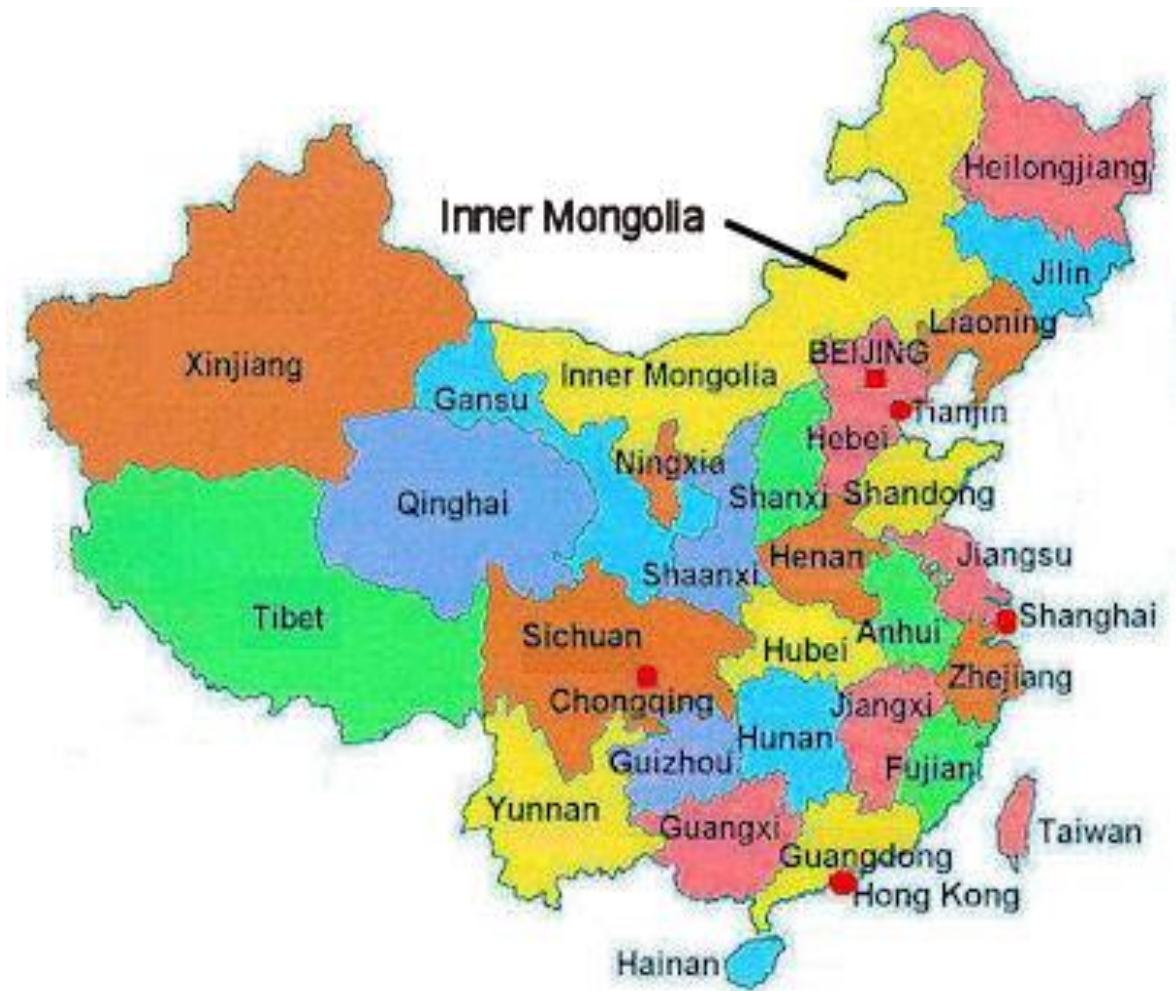 Heilongjiang
Inner Mongolia
Jilin
Liaoning
BEIJING
Xinjiang
Inner Mongolia
Gansu
Tianjin
Hebei
Ningxia
Qinghai
Shanxi
Shandong
Henan
Jiangsu
Shaanxi
Tibet
Shanghai
Sichuan
Anhui
Hubei
Zhejiang
Chongqing
Jiangxi
Hunan
Guizhou
Fujian
Yunnan
Guangxi
Taiwan
Guangdong
Hong Kong
Hainan